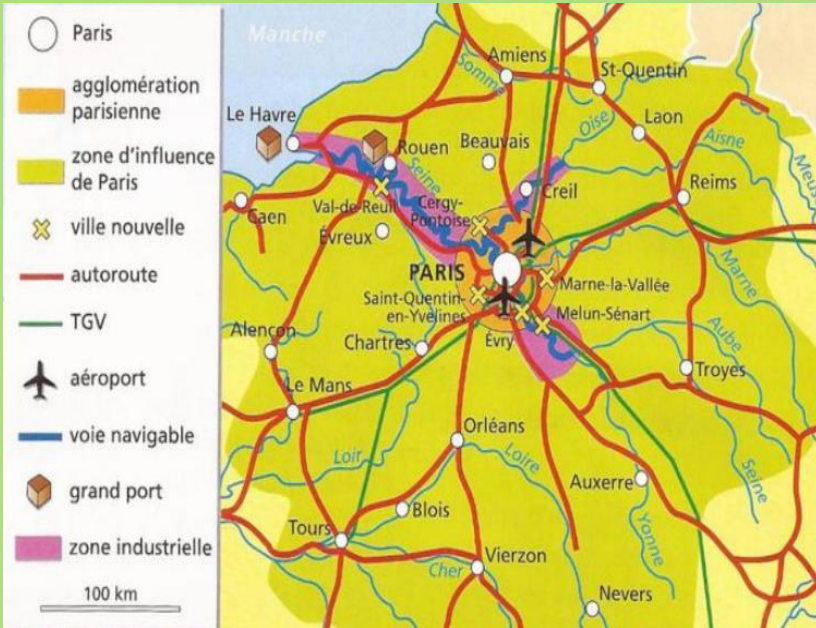 Paris
agglomération
parisienne
zone d'influence
de Paris
ville nouvelle
autoroute
TGV
aéroport
voie navigable
grand port
zone industrielle
100 km
Manche
Somme
Amiens
St-Quentin
Le Havre
Rouen
Beauvais
Oise
Laon
Aisne
Meus
Caen
Seine
Val-de-Reuil
Cergy-
Pontoise
Creil
Reims
Évreux
PARIS
Marne
Marne-la-Vallée
Saint-Quentin-
en-Yvelines
Melun-Sénart
Alençon
Chartres
Évry
Aube
Troyes
Le Mans
Orléans
Loir
Loire
Auxerre
Seine
Blois
Yonne
Tours
Vierzon
Cher
Nevers